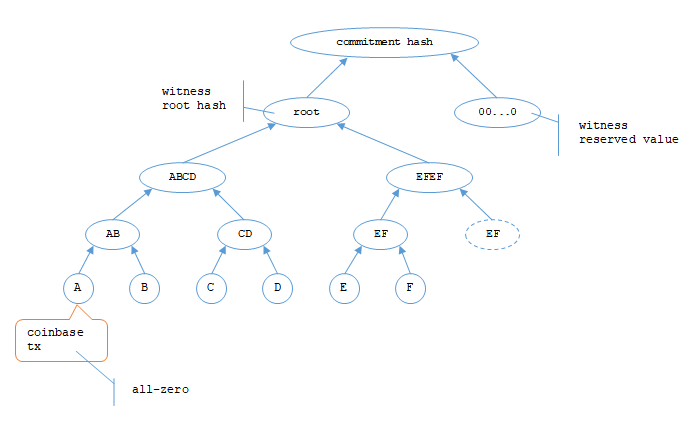 commitment hash
witness
root hash
root
00...0
witness
reserved value
ABCD
EFEF
AB
CD
EF
EF
A
B
C
D
E
F
coinbase
tx
all-zero